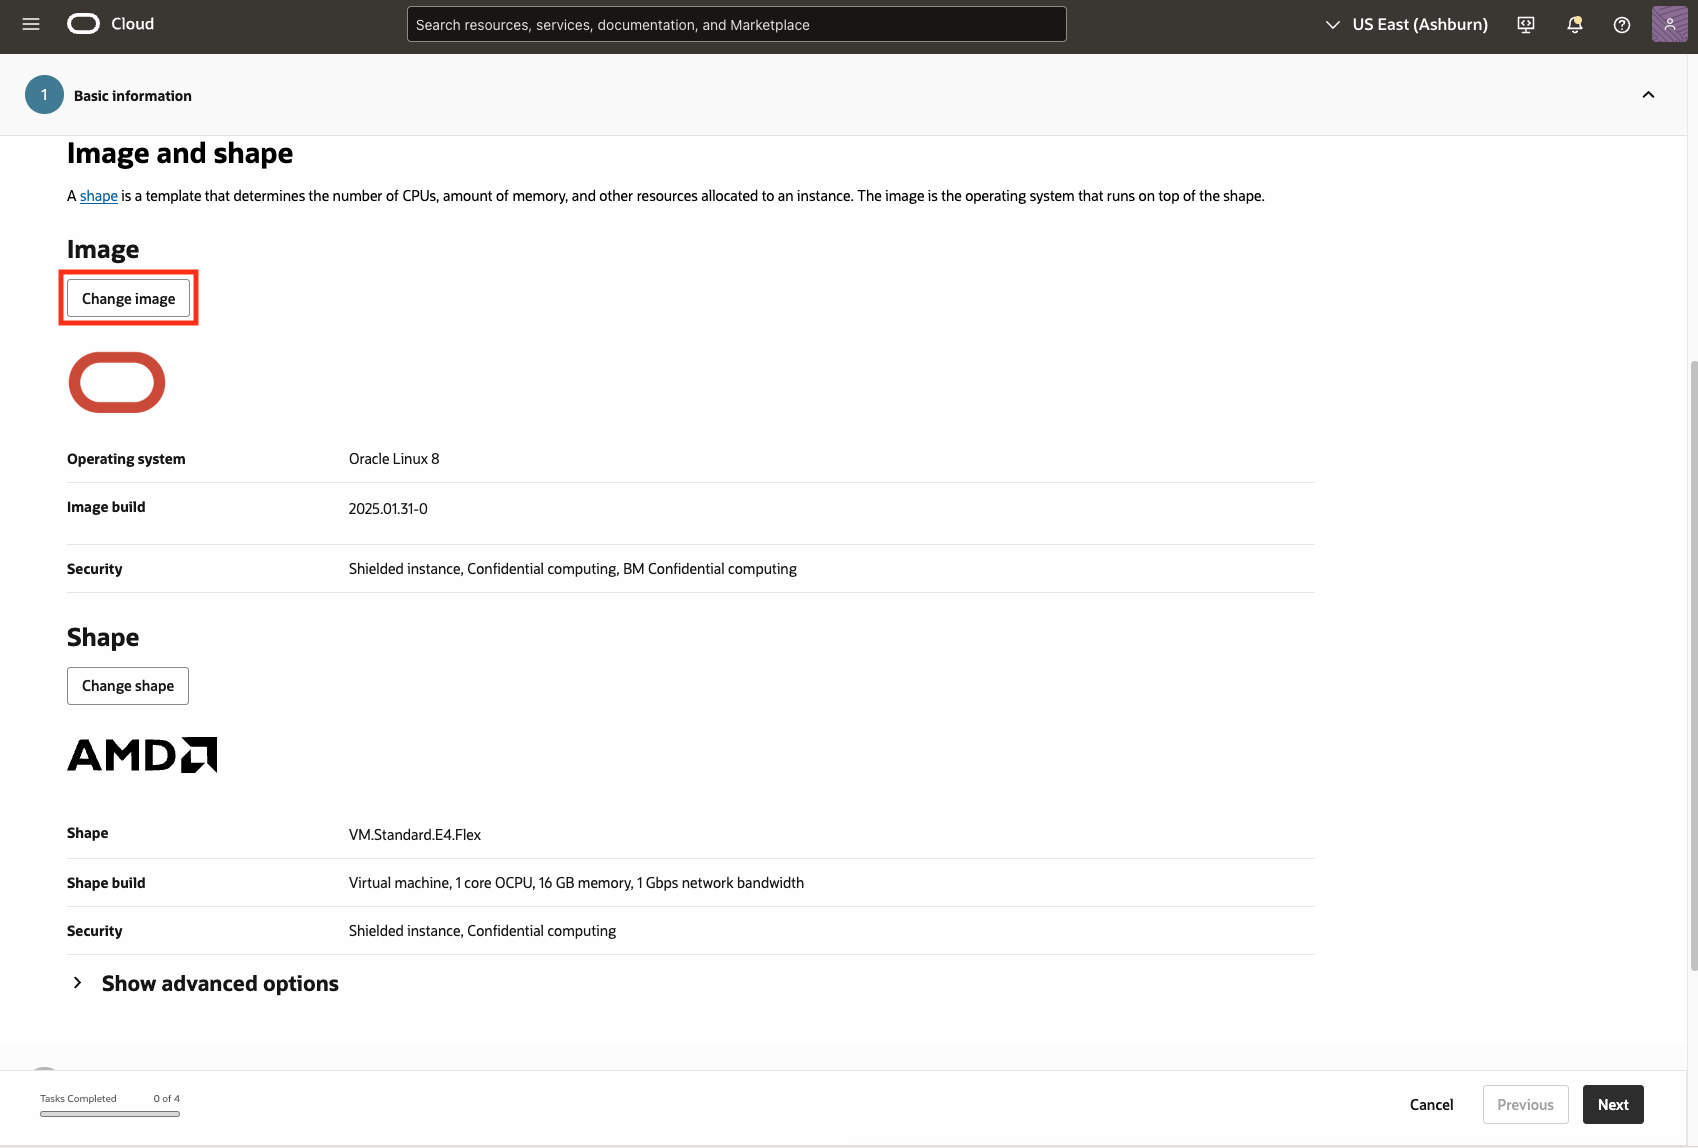 Cloud
Search resources, services, documentation, and Marketplace
US East (Ashburn)
1
Basic information
Image and shape
A shape is a template that determines the number of CPUs, amount of memory, and other resources allocated to an instance. The image is the operating system that runs on top of the shape.
Image
Change image
Operating system Oracle Linux 8
Image build 2025.01.31-0
Security Shielded instance, Confidential computing, BM Confidential computing
Shape
Change shape
AMD
Shape VM.Standard.E4.Flex
Shape build Virtual machine, 1 core OCPU, 16 GB memory, 1 Gbps network bandwidth
Security Shielded instance, Confidential computing
Show advanced options
Tasks Completed 0 of 4
Cancel
Previous
Next